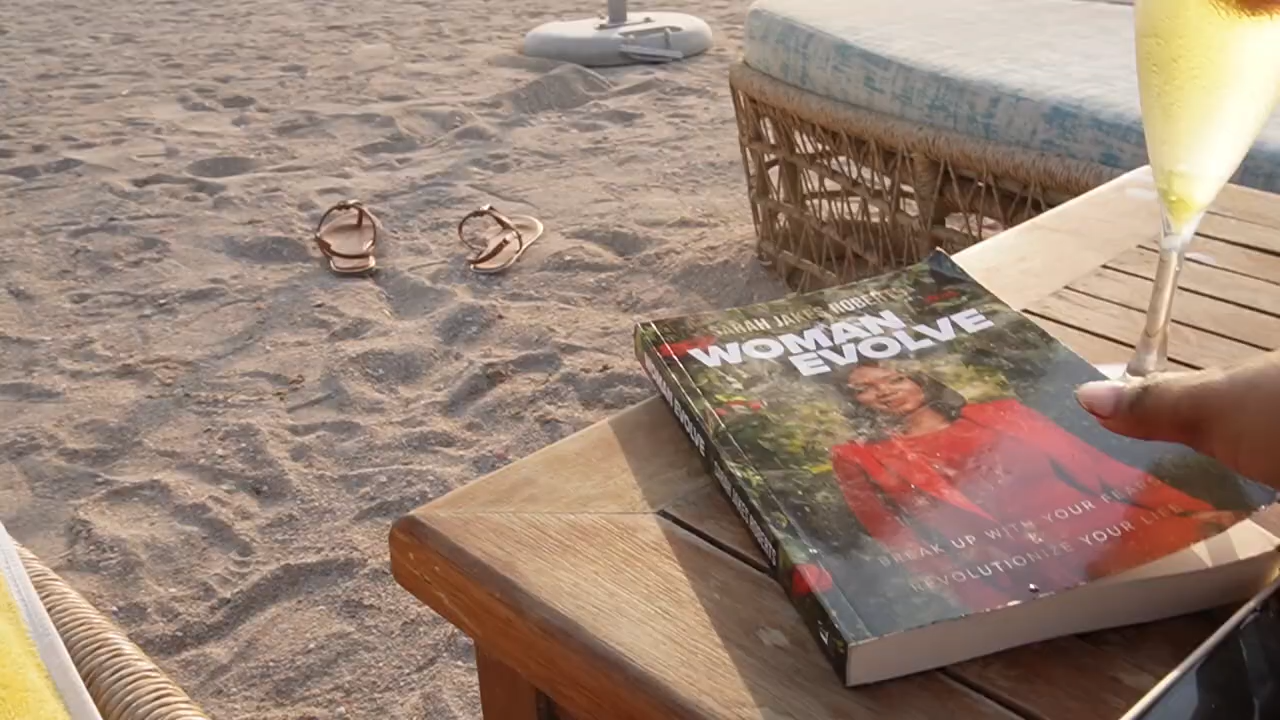 SARAH JAKES ROBERTS
WOMAN
EVOLVE
BREAK UP WITH YOUR FEARS
&
REVOLUTIONIZE YOUR LIFE
WOMAN EVOLVE
SARAH JAKES ROBERTS